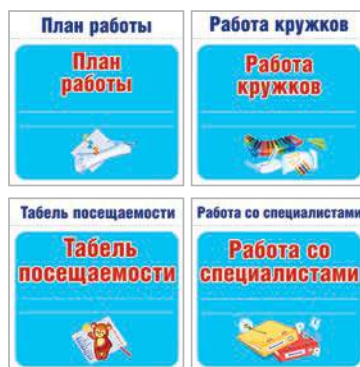 План работы
План
работы
Работа кружков
Работа
кружков
Табель посещаемости
Табель
посещаемости
Работа со специалистами
Работа со
специалистами